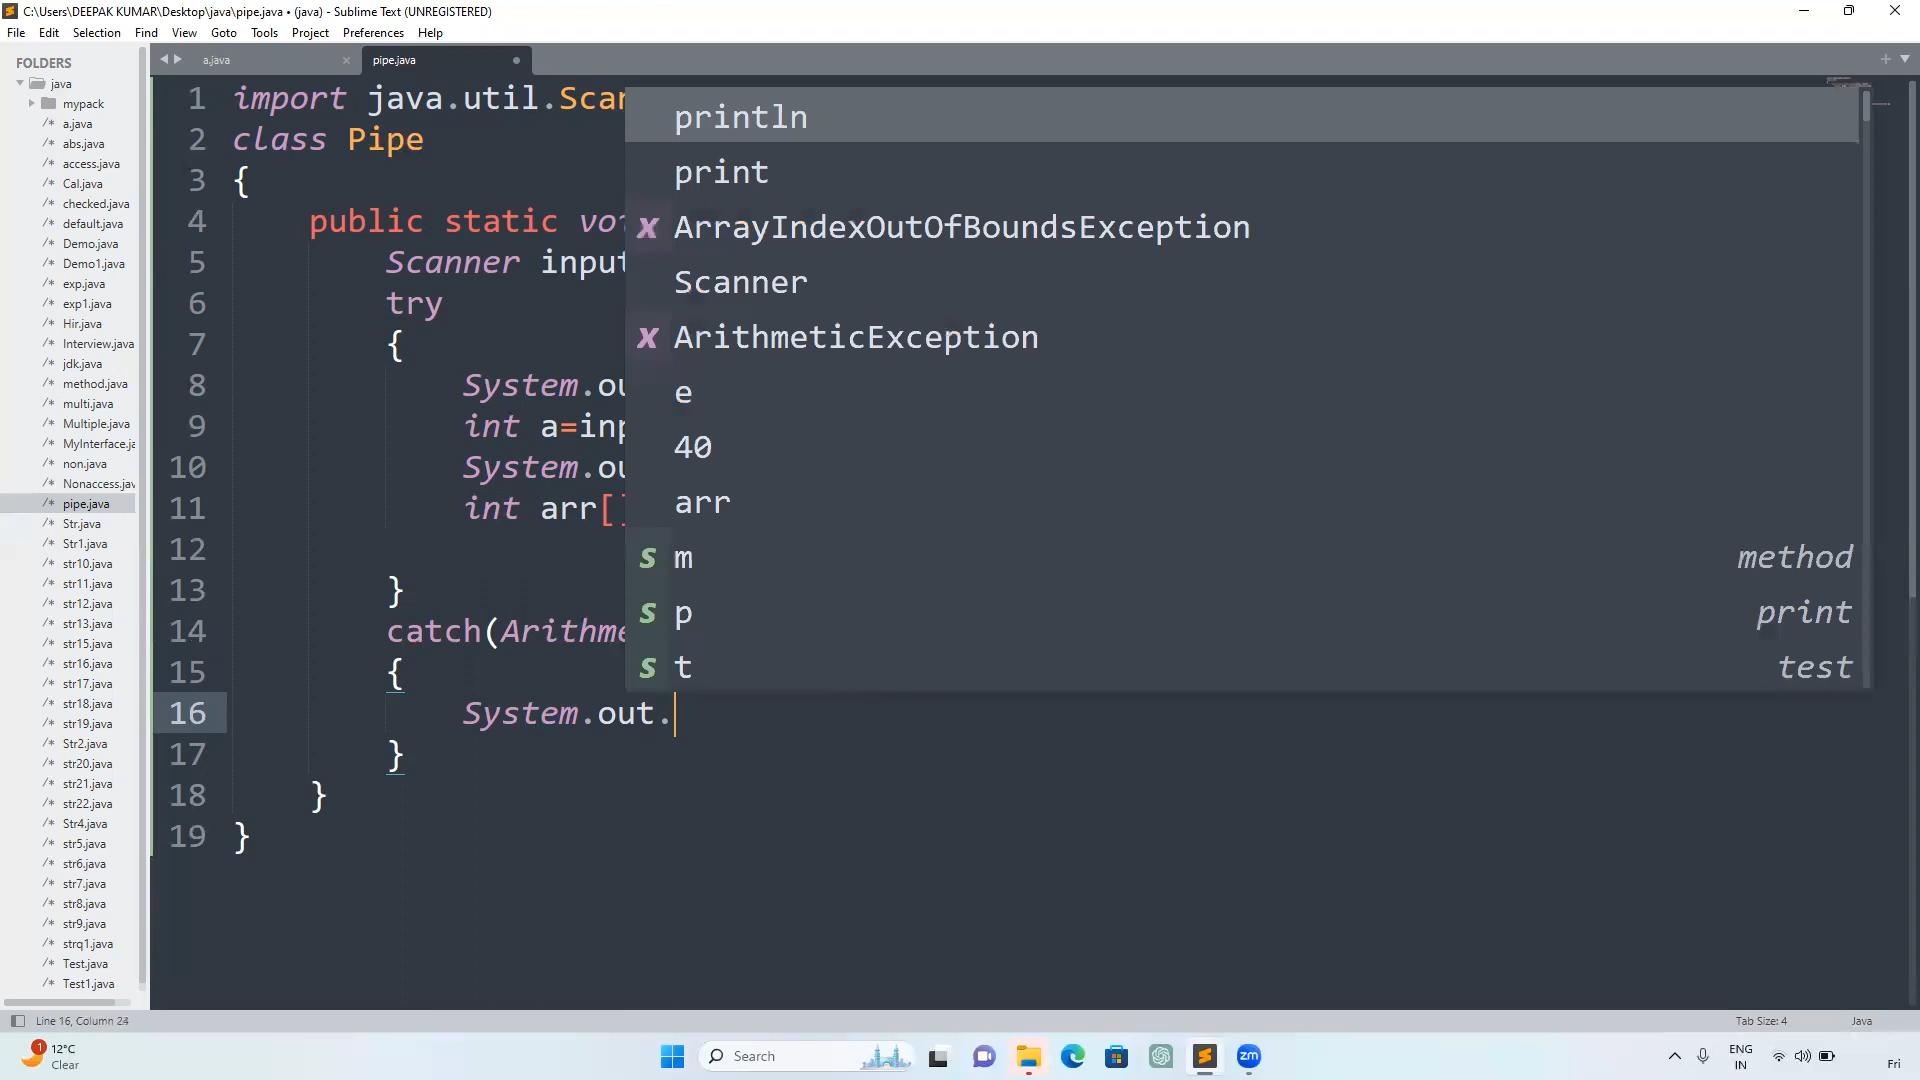 C:\Users\DEEPAK KUMAR\Desktop\java\pipe.java • (java) - Sublime Text (UNREGISTERED)
File Edit Selection Find View Goto Tools Project Preferences Help
FOLDERS
java
mypack
a.java
abs.java
access.java
Cal.java
checked.java
default.java
Demo.java
Demo1.java
exp.java
exp1.java
Hir.java
Interview.java
jdk.java
method.java
multi.java
Multiple.java
MyInterface.ja
non.java
Nonaccess.jav
pipe.java
Str.java
Str1.java
str10.java
str11.java
str12.java
str13.java
str15.java
str16.java
str17.java
str18.java
str19.java
Str2.java
str20.java
str21.java
str22.java
Str4.java
str5.java
str6.java
str7.java
str8.java
str9.java
strq1.java
Test.java
Test1.java
a.java
pipe.java
1 import java.util.Scan
2 class Pipe
3 {
4 public static voi
5 Scanner input
6 try
7 {
8 System.ou
9 int a=inp
10 System.ou
11 int arr[]
12
13 }
14 catch(Arithme
15 {
16 System.out.
17 }
18 }
19 }
println
print
x ArrayIndexOutOfBoundsException
Scanner
x ArithmeticException
e
40
arr
s m method
s p print
s t test
Line 16, Column 24
Tab Size: 4
Java
1
12°C
Clear
Search
zm
ENG
IN
Fri